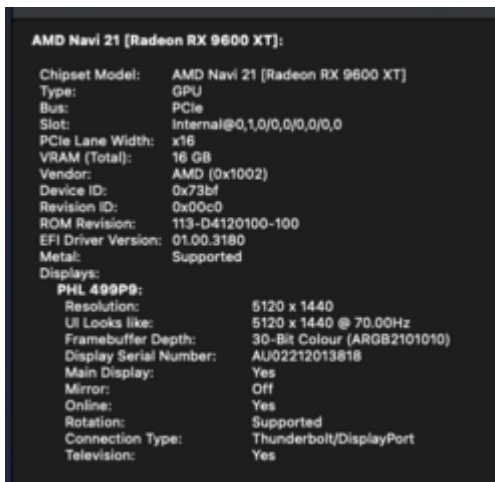 AMD Navi 21 [Radeon RX 9600 XT]:
Chipset Model: AMD Navi 21 [Radeon RX 9600 XT]
Type: GPU
Bus: PCIe
Slot: Internal@0,1,0/0,0/0,0/0,0
PCIe Lane Width: x16
VRAM (Total): 16 GB
Vendor: AMD (0x1002)
Device ID: 0x73bf
Revision ID: 0x00c0
ROM Revision: 113-D4120100-100
EFI Driver Version: 01.00.3180
Metal: Supported
Displays:
PHL 499P9:
Resolution: 5120 x 1440
UI Looks like: 5120 x 1440 @ 70.00Hz
Framebuffer Depth: 30-Bit Colour (ARGB2101010)
Display Serial Number: AU02212013818
Main Display: Yes
Mirror: Off
Online: Yes
Rotation: Supported
Connection Type: Thunderbolt/DisplayPort
Television: Yes